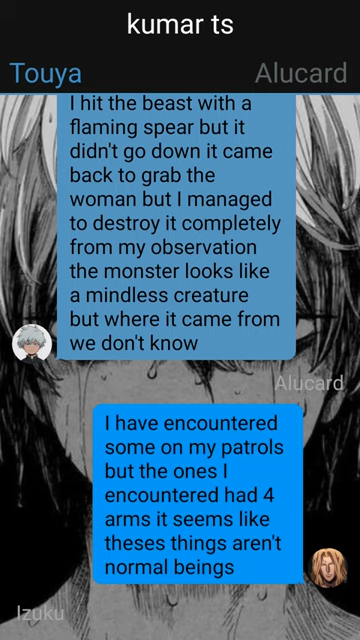 kumar ts
Touya
Alucard
I hit the beast with a
flaming spear but it
didn't go down it came
back to grab the
woman but I managed
to destroy it completely
from my observation
the monster looks like
a mindless creature
but where it came from
we don't know
Alucard
I have encountered
some on my patrols
but the ones I
encountered had 4
arms it seems like
theses things aren't
normal beings
Izuku